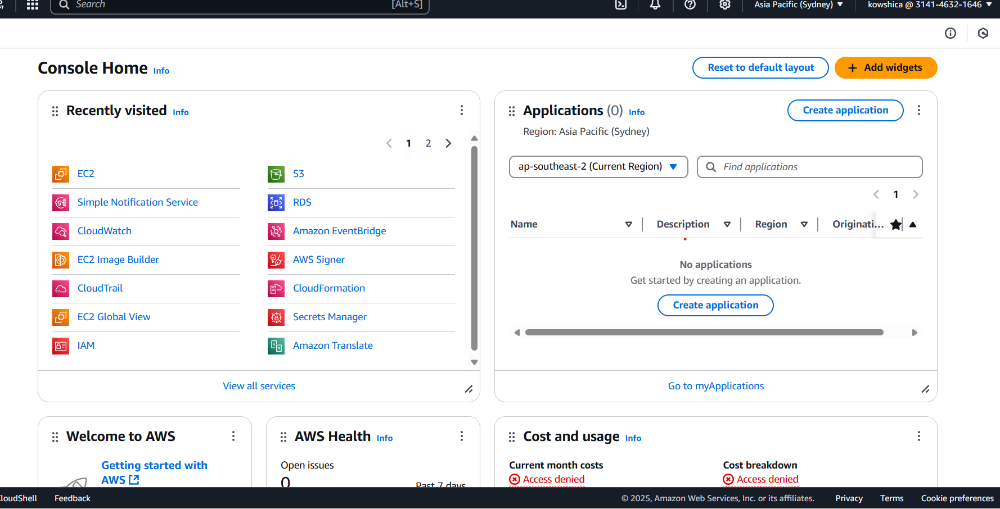 Search [Alt+S] Asia Pacific (Sydney) kowshica @ 3141-4632-1646
Console Home Info Reset to default layout Add widgets
Recently visited Info
1 2
EC2 S3
Simple Notification Service RDS
CloudWatch Amazon EventBridge
EC2 Image Builder AWS Signer
CloudTrail CloudFormation
EC2 Global View Secrets Manager
IAM Amazon Translate
View all services
Applications (0) Info Create application
Region: Asia Pacific (Sydney)
ap-southeast-2 (Current Region) Find applications
1
Name Description Region Originati...
No applications
Get started by creating an application.
Create application
Go to myApplications
Welcome to AWS
Getting started with
AWS
AWS Health Info
Open issues
0 Past 7 days
Cost and usage Info
Current month costs Cost breakdown
Access denied Access denied
CloudShell Feedback © 2025, Amazon Web Services, Inc. or its affiliates. Privacy Terms Cookie preferences